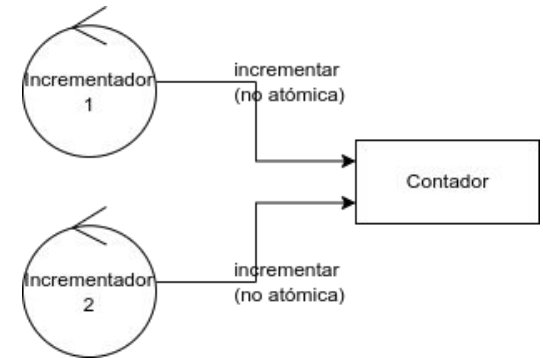 Incrementador
1
incrementar
(no atómica)
Contador
Incrementador
2
incrementar
(no atómica)